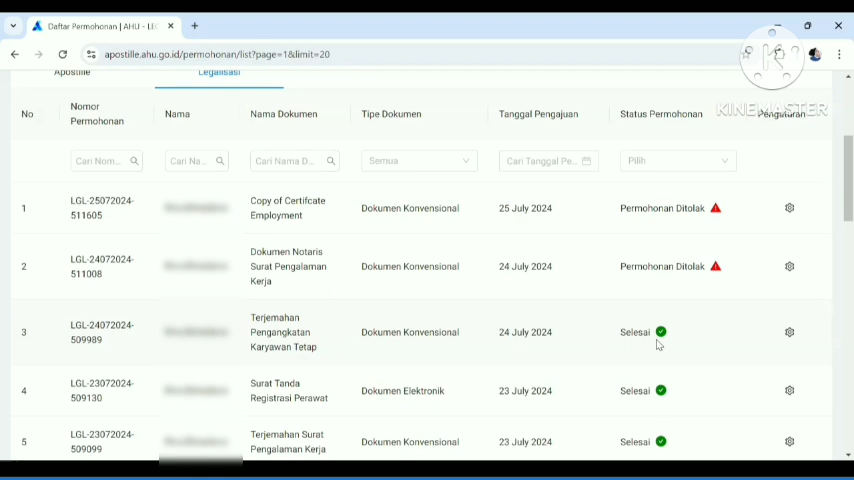 Daftar Permohonan | AHU - LEG
apostille.ahu.go.id/permohonan/list?page=1&limit=20
KINEMASTER
Apostille
Legalisasi
No
Nomor
Permohonan
Nama
Nama Dokumen
Tipe Dokumen
Tanggal Pengajuan
Status Permohonan
Pengaturan
Cari Nom...
Cari Na...
Cari Nama D...
Semua
Cari Tanggal Pe...
Pilih
1
LGL-25072024-
511605
Copy of Certifcate
Employment
Dokumen Konvensional
25 July 2024
Permohonan Ditolak
2
LGL-24072024-
511008
Dokumen Notaris
Surat Pengalaman
Kerja
Dokumen Konvensional
24 July 2024
Permohonan Ditolak
3
LGL-24072024-
509989
Terjemahan
Pengangkatan
Karyawan Tetap
Dokumen Konvensional
24 July 2024
Selesai
4
LGL-23072024-
509130
Surat Tanda
Registrasi Perawat
Dokumen Elektronik
23 July 2024
Selesai
5
LGL-23072024-
509099
Terjemahan Surat
Pengalaman Kerja
Dokumen Konvensional
23 July 2024
Selesai